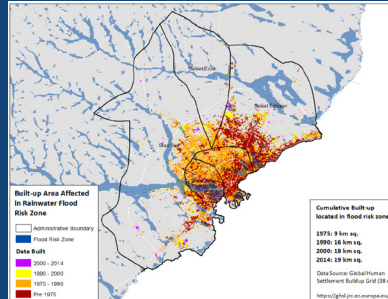 Built-up Area Affected
in Rainwater Flood
Risk Zone
Administrative Boundary
Flood Risk Zone
Date Built
2000 - 2014
1990 - 2000
1975 - 1990
Pre 1975
Cumulative Built-up
located in flood risk zone
1975: 9 km sq.
1990: 16 km sq.
2000: 18 km sq.
2014: 19 km sq.
Data Source: Global Human
Settlement Buildup Grid (38
https://ghsl.jrc.ec.europa.eu